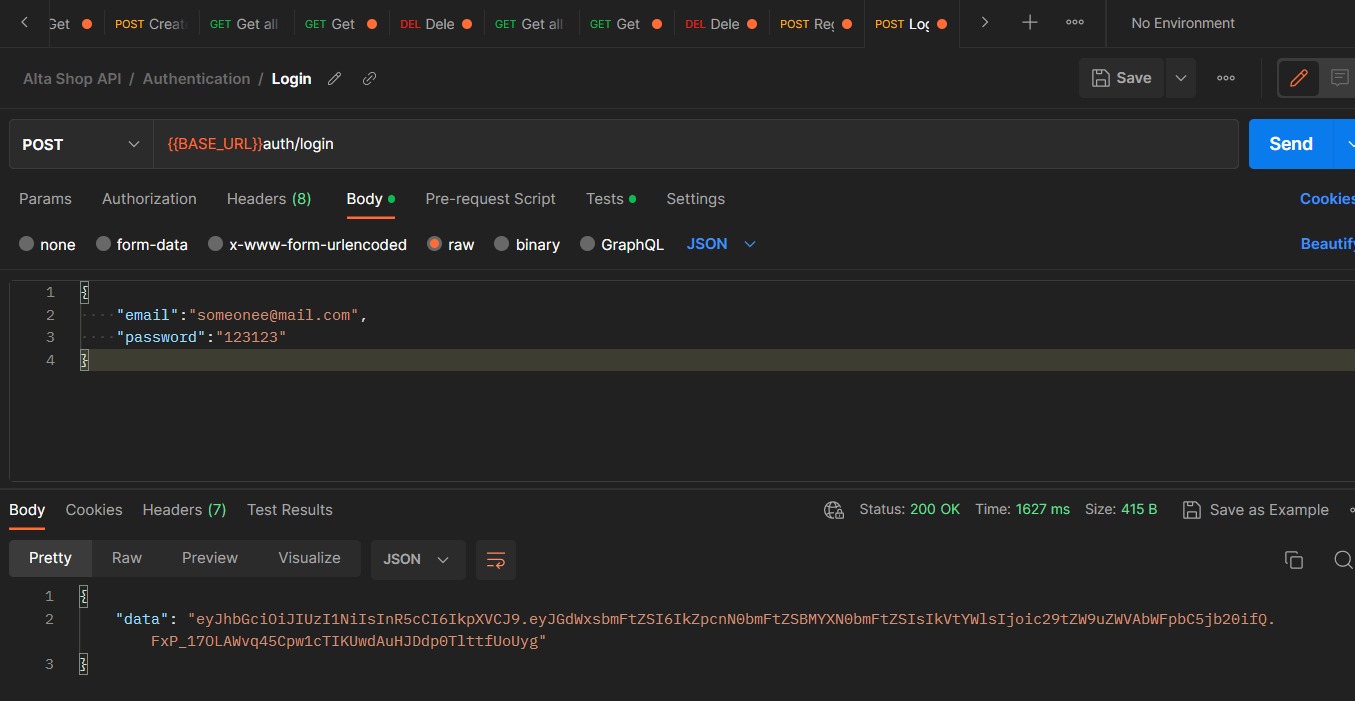 Get POST Creat GET Get all GET Get DEL Dele GET Get all GET Get DEL Dele POST Reg POST Log No Environment
Alta Shop API / Authentication / Login Save
POST {{BASE_URL}}auth/login Send
Params Authorization Headers (8) Body Pre-request Script Tests Settings Cookies
none form-data x-www-form-urlencoded raw binary GraphQL JSON Beautify
1 {
2 "email":"someonee@mail.com",
3 "password":"123123"
4 }
Body Cookies Headers (7) Test Results Status: 200 OK Time: 1627 ms Size: 415 B Save as Example
Pretty Raw Preview Visualize JSON
1 {
2 "data": "eyJhbGciOiJIUzI1NiIsInR5cCI6IkpXVCJ9.eyJGdWxsbmFtZSI6IkZpcnN0bmFtZSBMYXN0bmFtZSIsIkVtYWlsIjoic29tZW9uZWVAbWFpbC5jb20ifQ.
FxP_17OLAWvq45Cpw1cTIKUwdAuHJDdp0TlttfUoUyg"
3 }